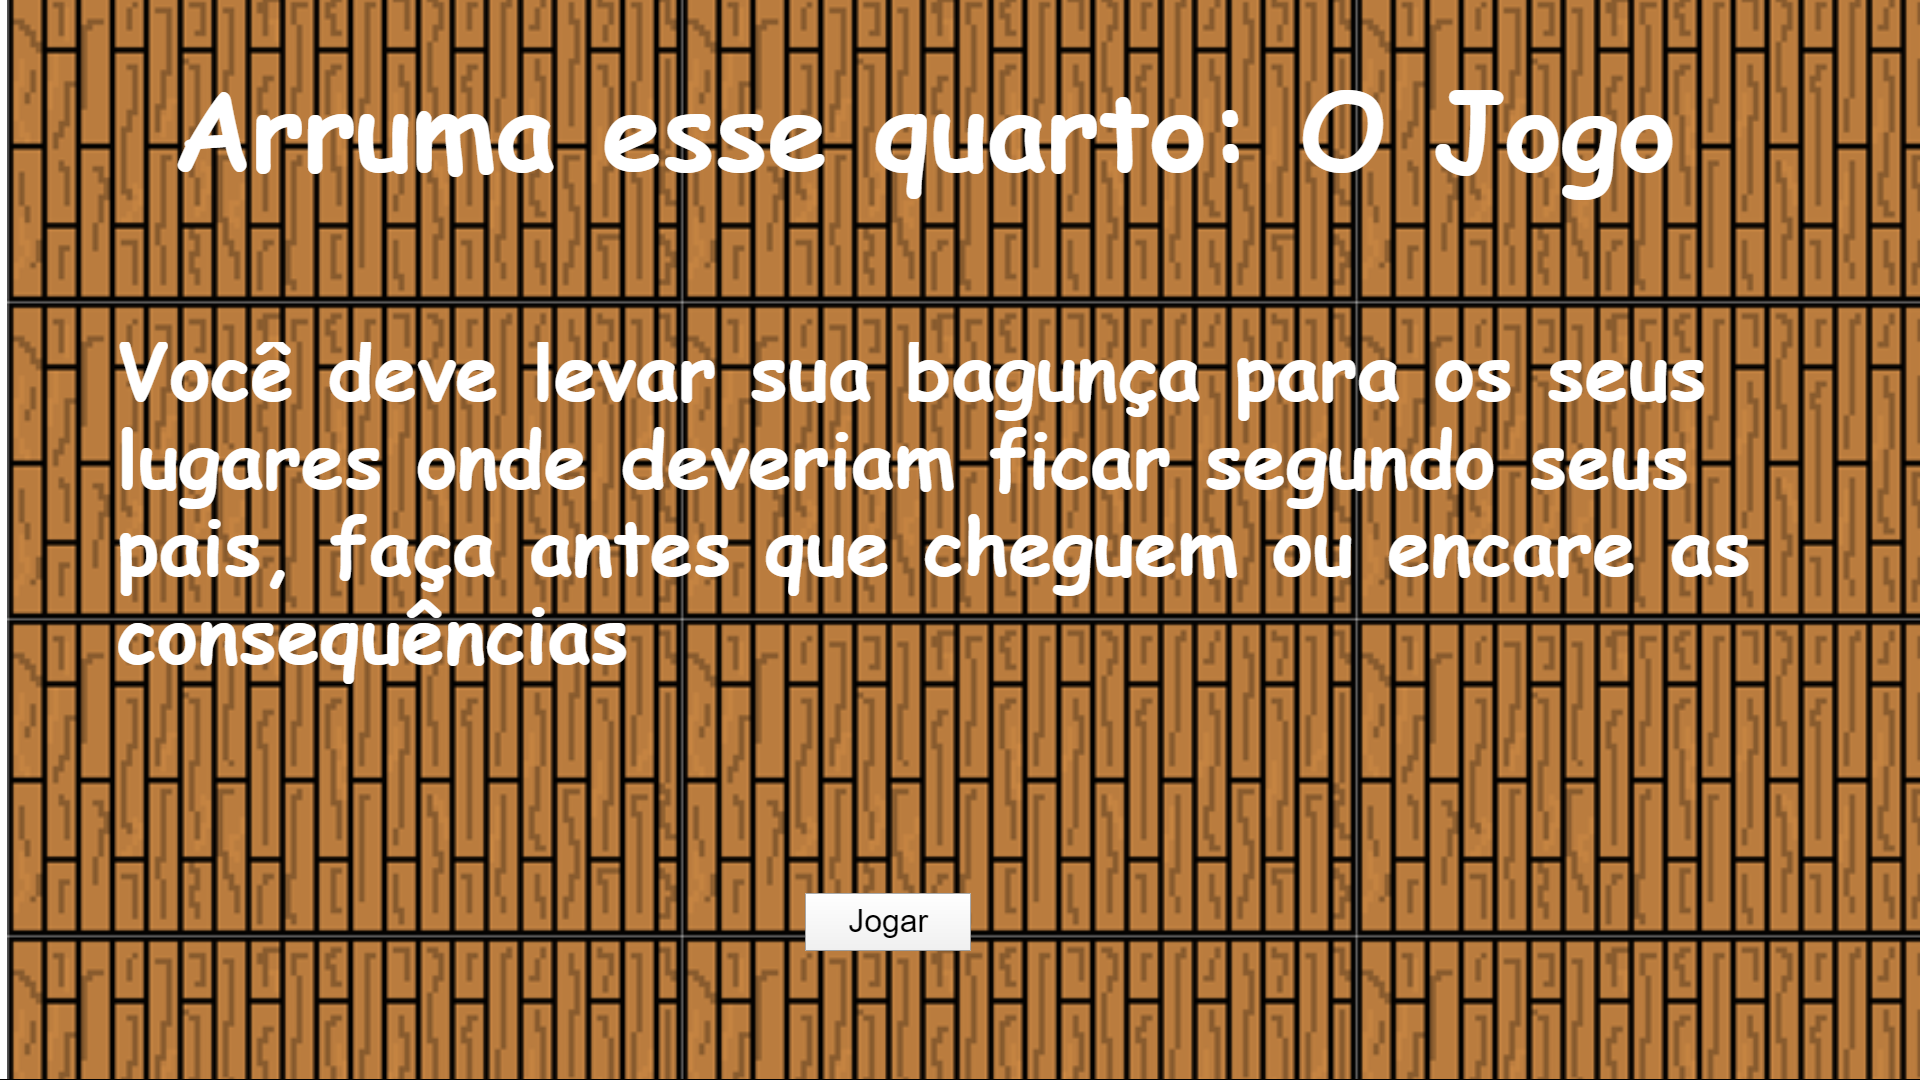 Arruma esse quarto: O Jogo
Você deve levar sua bagunça para os seus
lugares onde deveriam ficar segundo seus
pais, faça antes que cheguem ou encare as
consequências
Jogar